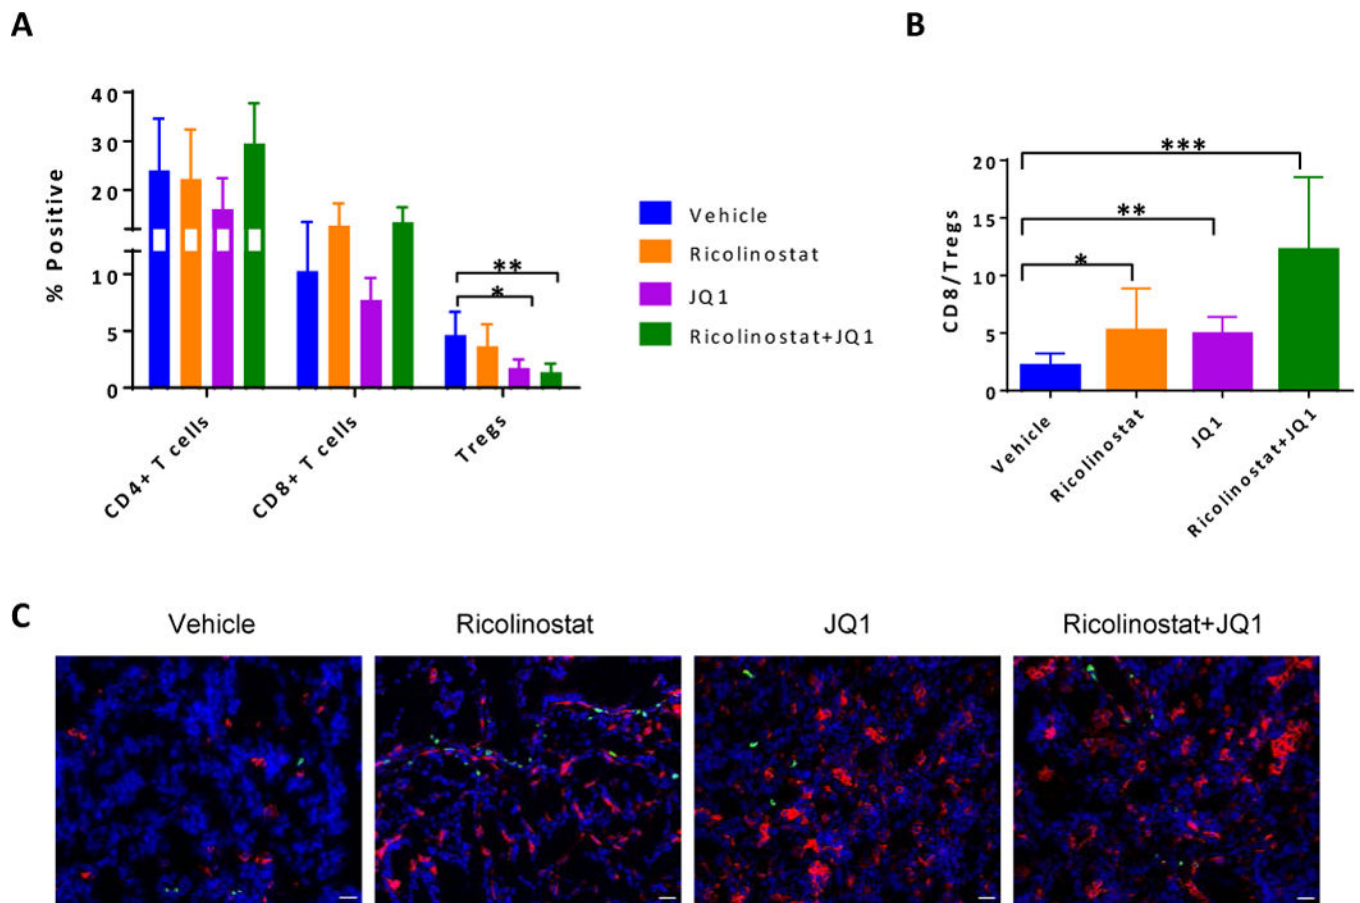 A
B
40
30
20
10
5
0
% Positive
**
*
CD4+ T cells
CD8+ T cells
Tregs
Vehicle
Ricolinostat
JQ1
Ricolinostat+JQ1
20
15
10
5
0
CD8/Tregs
***
**
*
Vehicle
Ricolinostat
JQ1
Ricolinostat+JQ1
C
Vehicle
Ricolinostat
JQ1
Ricolinostat+JQ1